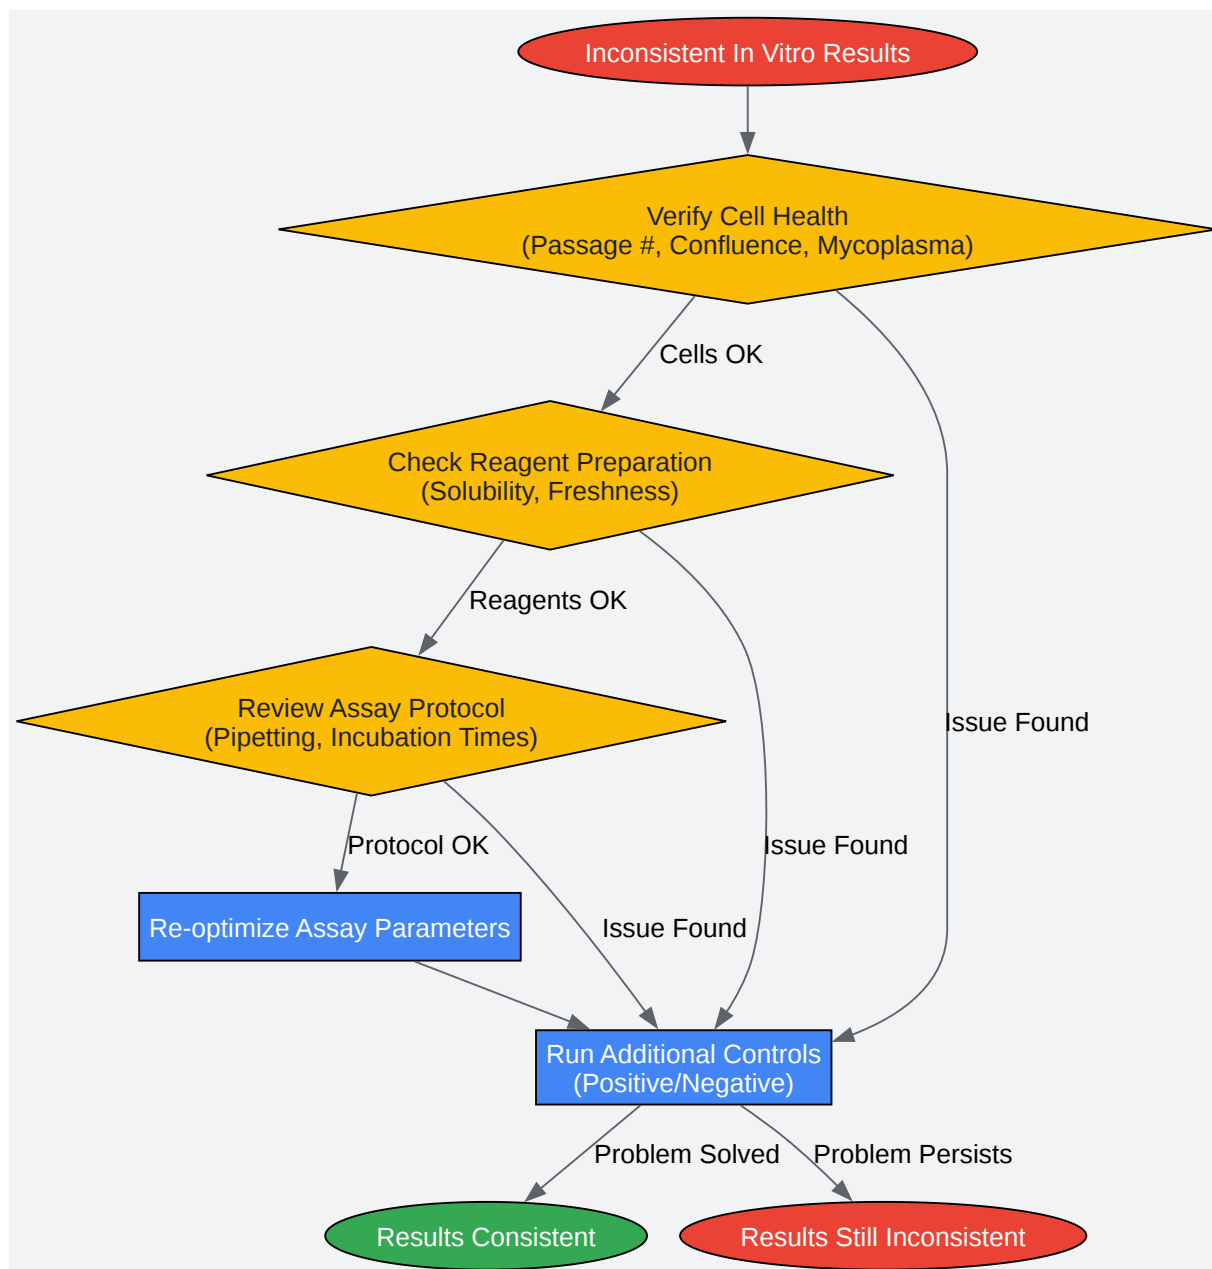 Inconsistent In Vitro Results
Verify Cell Health
(Passage #, Confluence, Mycoplasma)
Cells OK
Check Reagent Preparation
(Solubility, Freshness)
Reagents OK
Review Assay Protocol
(Pipetting, Incubation Times)
Issue Found
Protocol OK
Issue Found
Re-optimize Assay Parameters
Issue Found
Run Additional Controls
(Positive/Negative)
Problem Solved
Problem Persists
Results Consistent
Results Still Inconsistent